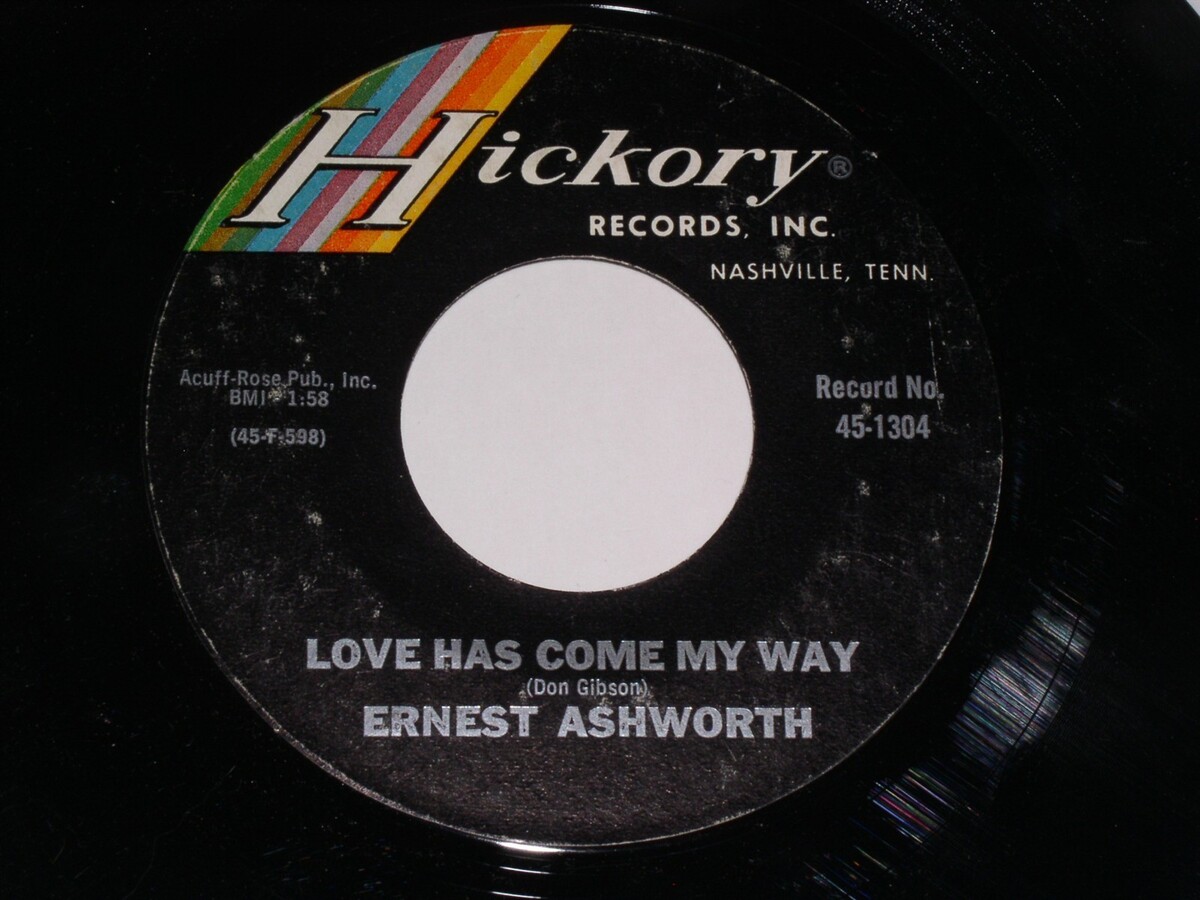 Hickory®
RECORDS, INC.
NASHVILLE, TENN.
Acuff-Rose Pub., Inc.
BMI - 1:58
(45-F-598)
Record No.
45-1304
LOVE HAS COME MY WAY
(Don Gibson)
ERNEST ASHWORTH